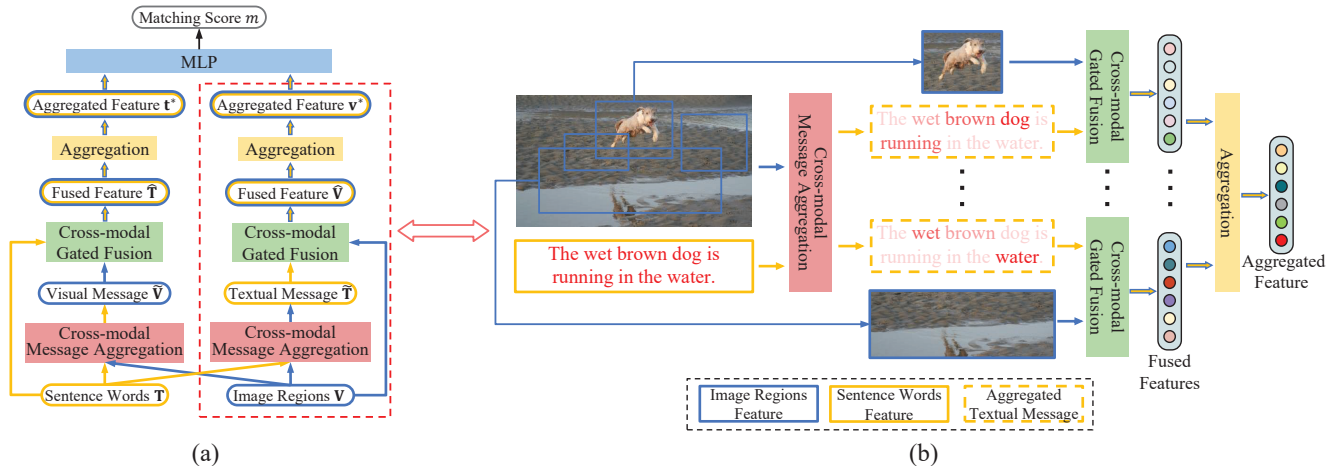 Matching Score m
MLP
Aggregated Feature t*
Aggregated Feature v*
Aggregation
Aggregation
Fused Feature T̂
Fused Feature V̂
Cross-modal
Gated Fusion
Cross-modal
Gated Fusion
Visual Message Ṽ
Textual Message T̃
Cross-modal
Message Aggregation
Cross-modal
Message Aggregation
Sentence Words T
Image Regions V
(a)
The wet brown dog is
running in the water.
Cross-modal
Message Aggregation
The wet brown dog is
running in the water.
The wet brown dog is
running in the water.
Cross-modal
Gated Fusion
Cross-modal
Gated Fusion
Fused
Features
Aggregation
Aggregated
Feature
Image Regions
Feature
Sentence Words
Feature
Aggregated
Textual Message
(b)